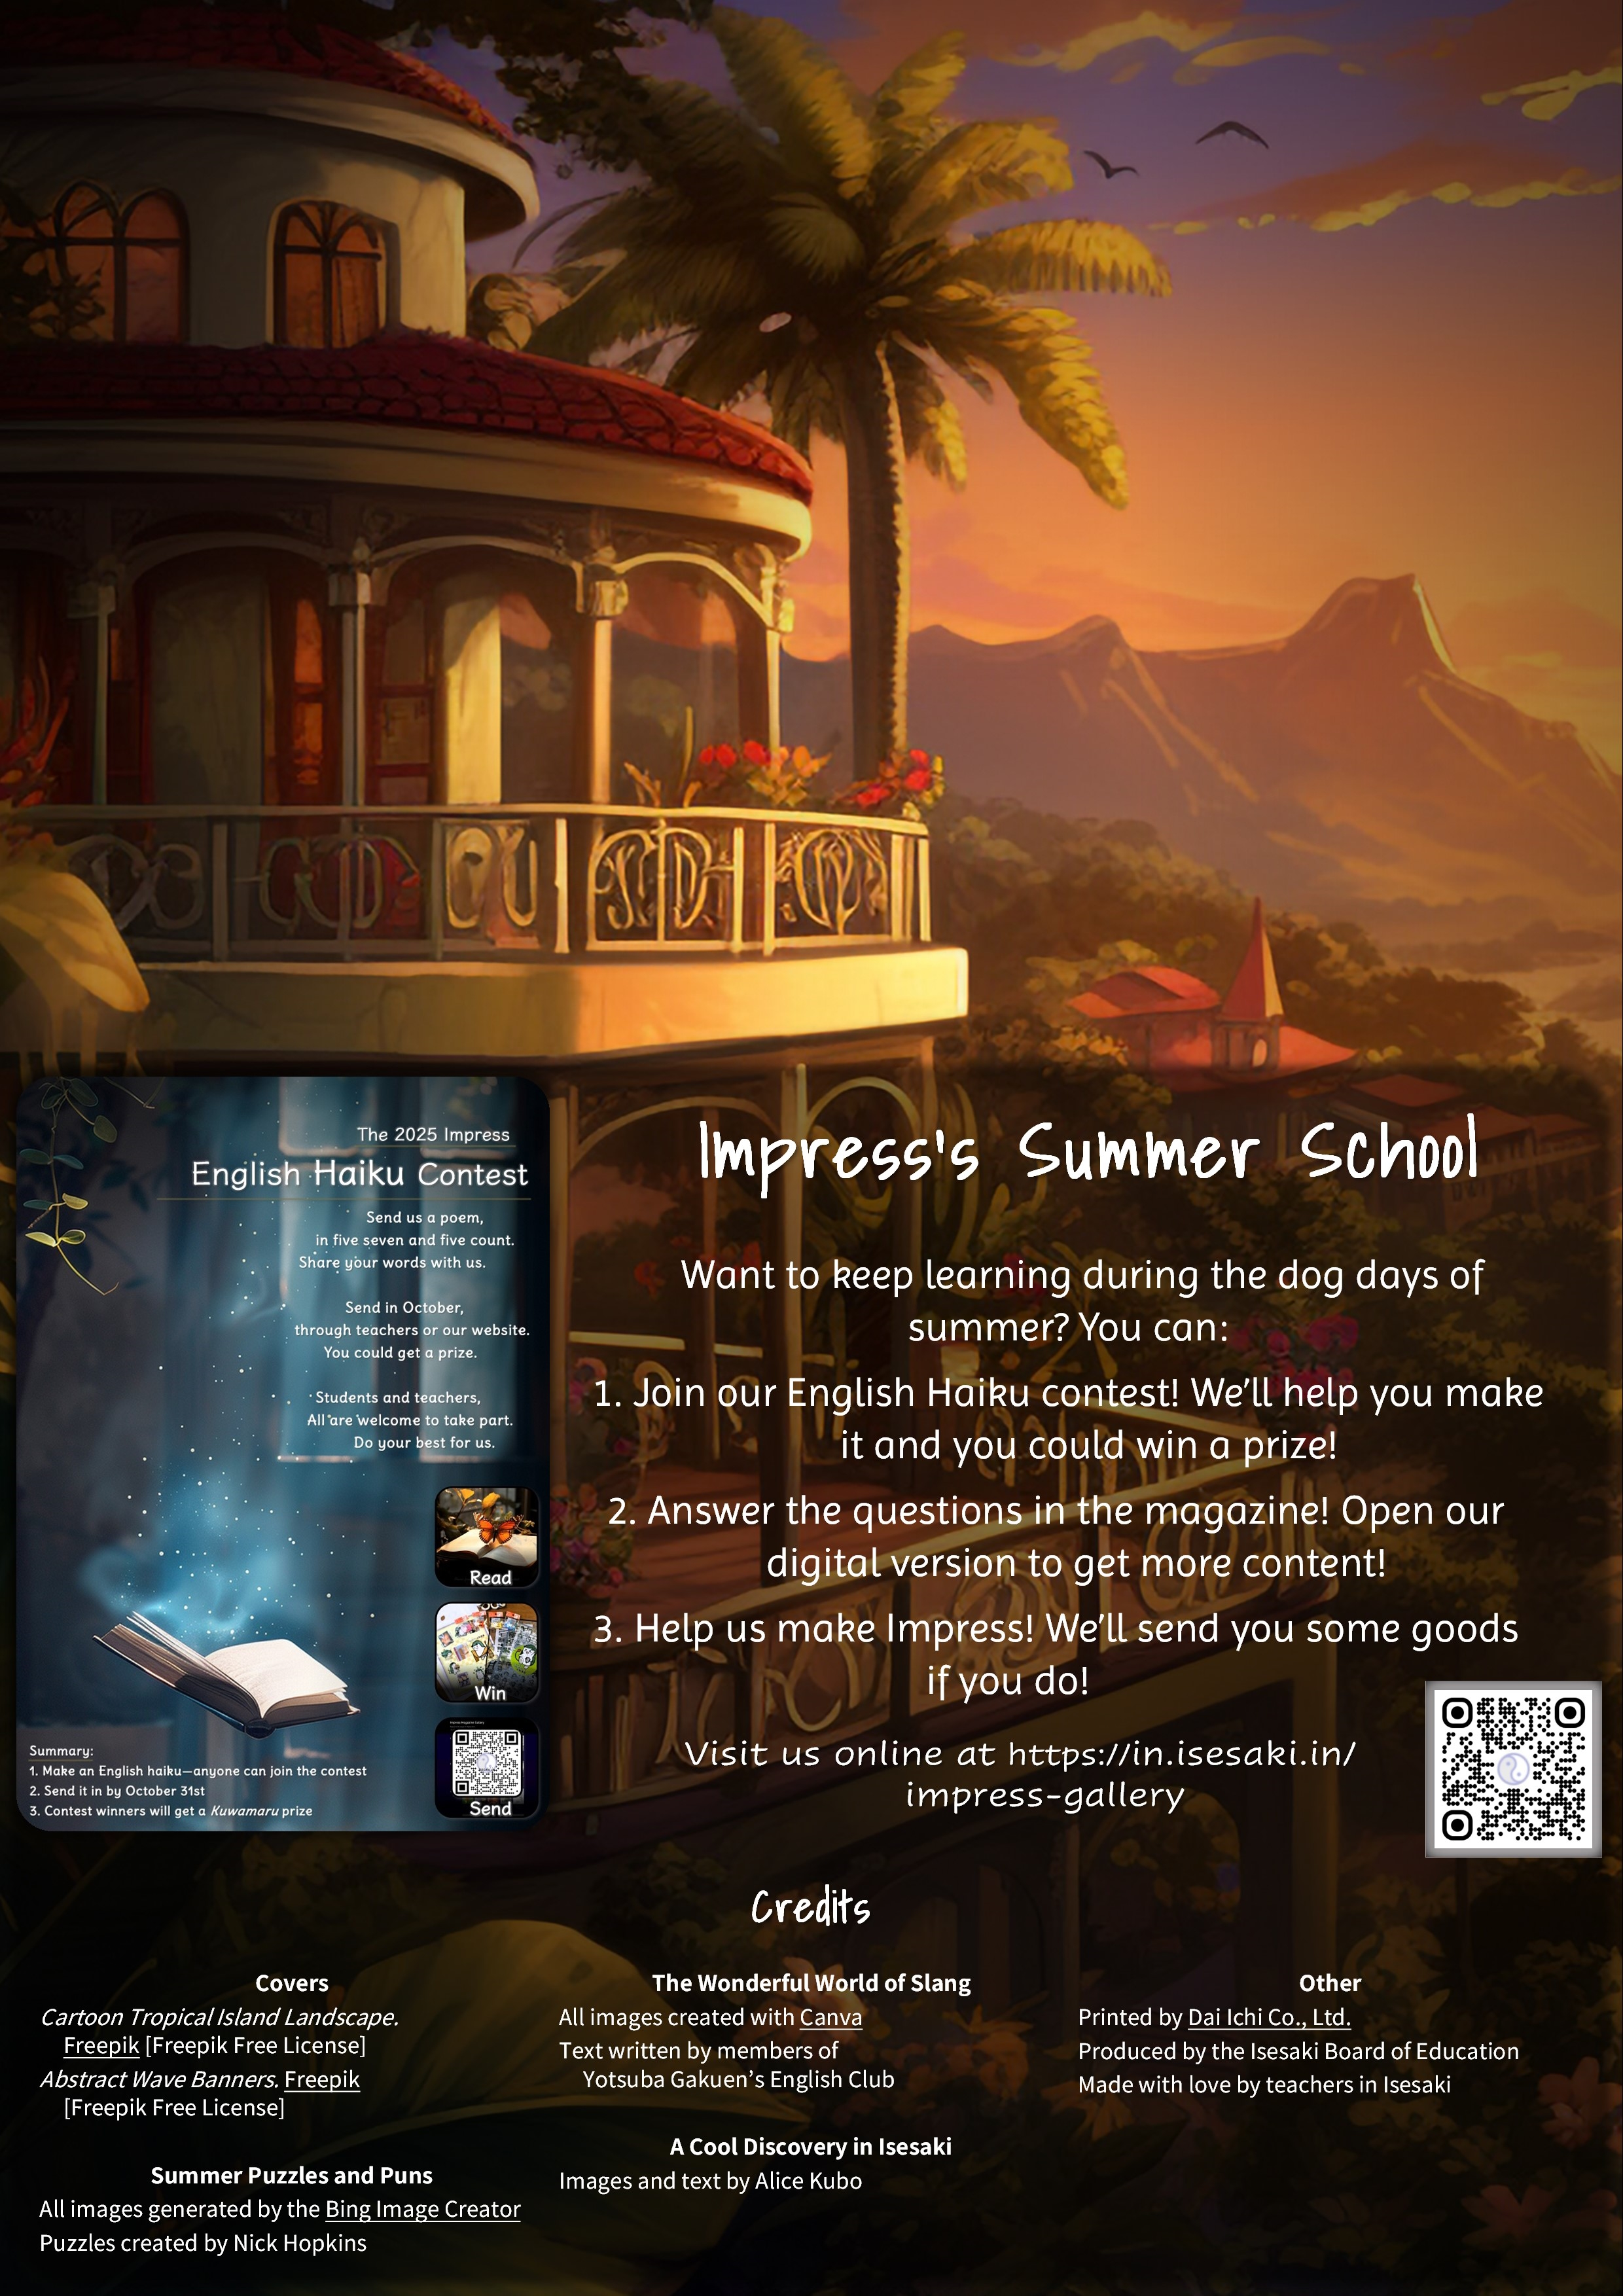 The 2025 Impress
English Haiku Contest
Send us a poem,
in five seven and five count.
Share your words with us.
Send in October,
through teachers or our website.
You could get a prize.
Students and teachers,
All are welcome to take part.
Do your best for us.
Read
Win
Send
Summary:
1. Make an English haiku—anyone can join the contest
2. Send it in by October 31st
3. Contest winners will get a Kuwamaru prize
Impress's Summer School
Want to keep learning during the dog days of
summer? You can:
1. Join our English Haiku contest! We’ll help you make
it and you could win a prize!
2. Answer the questions in the magazine! Open our
digital version to get more content!
3. Help us make Impress! We’ll send you some goods
if you do!
Visit us online at https://in.isesaki.in/
impress-gallery
Credits
Covers
Cartoon Tropical Island Landscape.
Freepik [Freepik Free License]
Abstract Wave Banners. Freepik
[Freepik Free License]
Summer Puzzles and Puns
All images generated by the Bing Image Creator
Puzzles created by Nick Hopkins
The Wonderful World of Slang
All images created with Canva
Text written by members of
Yotsuba Gakuen’s English Club
A Cool Discovery in Isesaki
Images and text by Alice Kubo
Other
Printed by Dai Ichi Co., Ltd.
Produced by the Isesaki Board of Education
Made with love by teachers in Isesaki